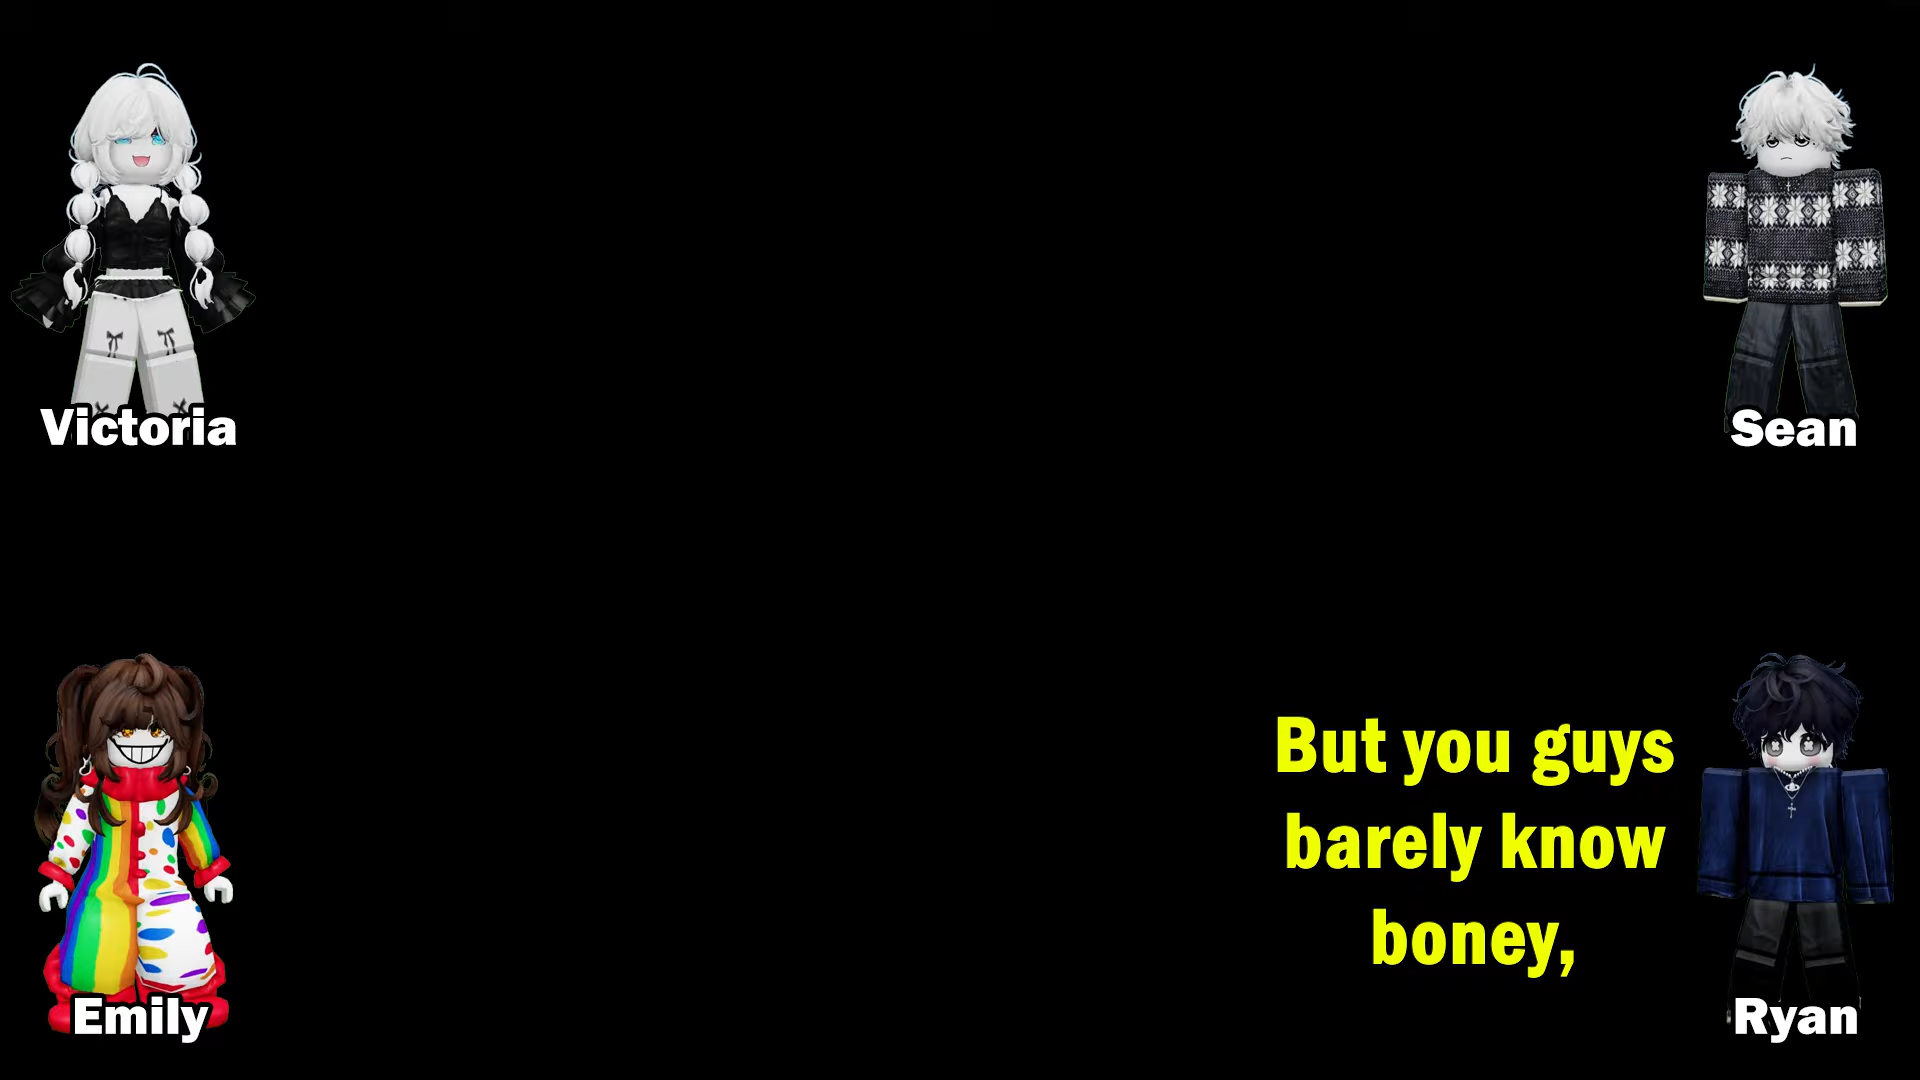 Victoria
Sean
But you guys
barely know
boney,
Emily
Ryan